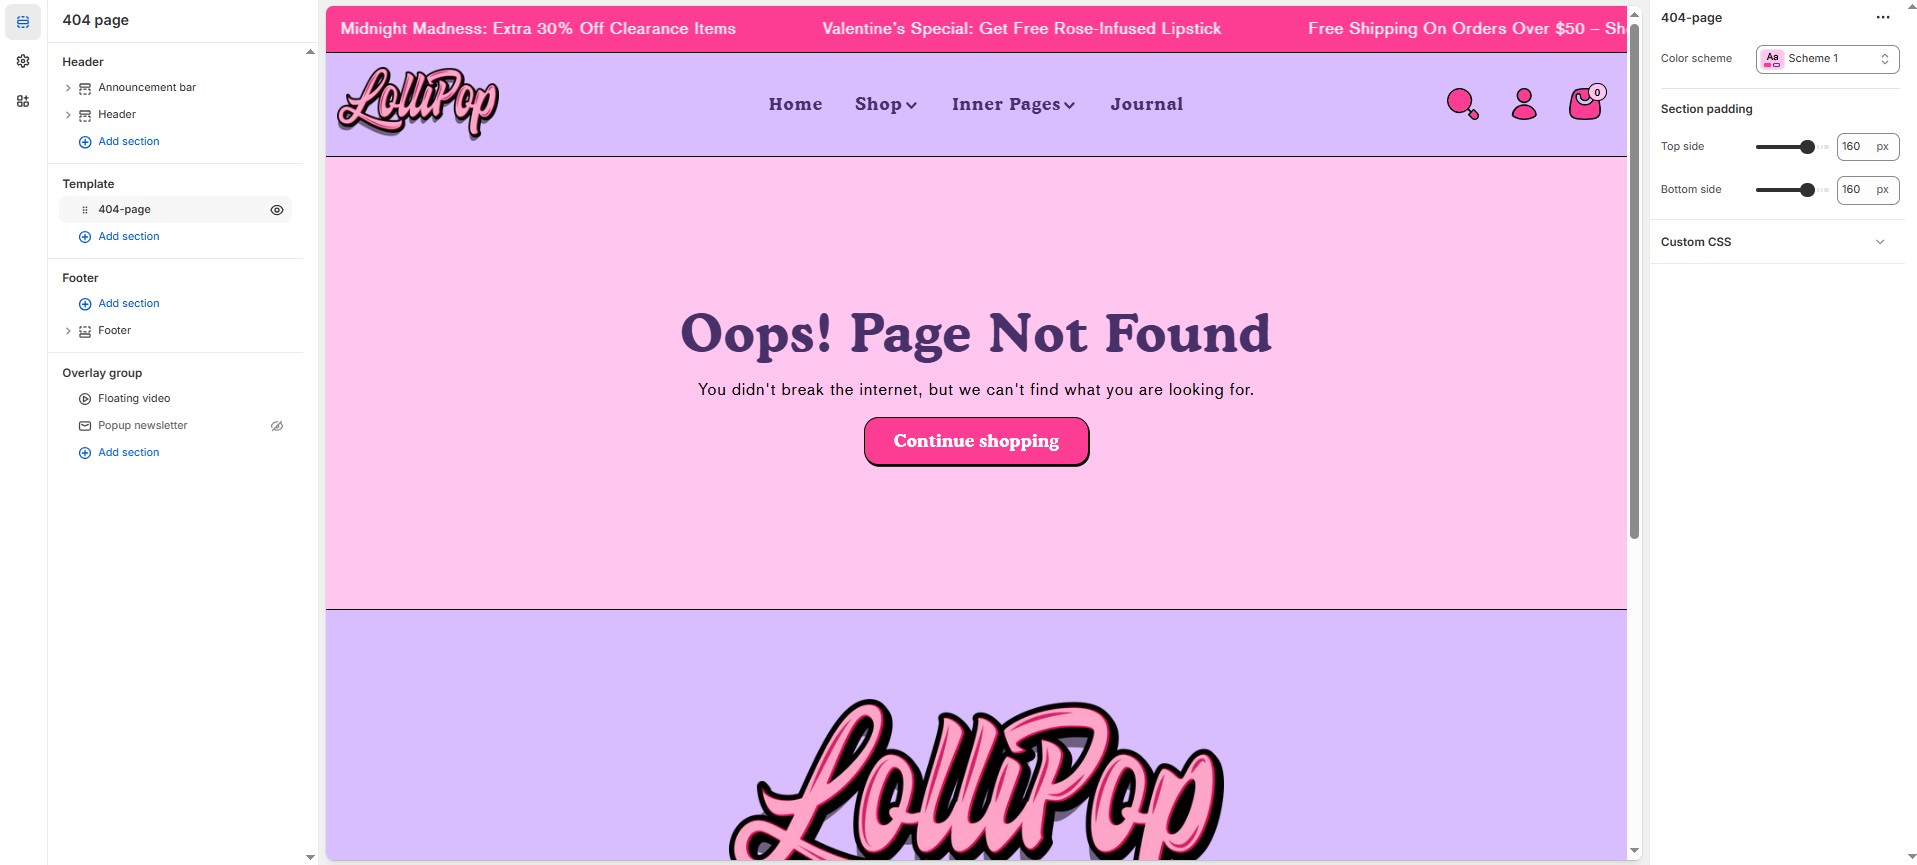 404 page
Header
Announcement bar
Header
Add section
Template
404-page
Add section
Footer
Add section
Footer
Overlay group
Floating video
Popup newsletter
Add section
Midnight Madness: Extra 30% Off Clearance Items
Valentine's Special: Get Free Rose-Infused Lipstick
Free Shipping On Orders Over $50 – Sh
LolliPop
Home
Shop
Inner Pages
Journal
0
Oops! Page Not Found
You didn't break the internet, but we can't find what you are looking for.
Continue shopping
LolliPop
404-page
Color scheme
Aa
Scheme 1
Section padding
Top side
160 px
Bottom side
160 px
Custom CSS